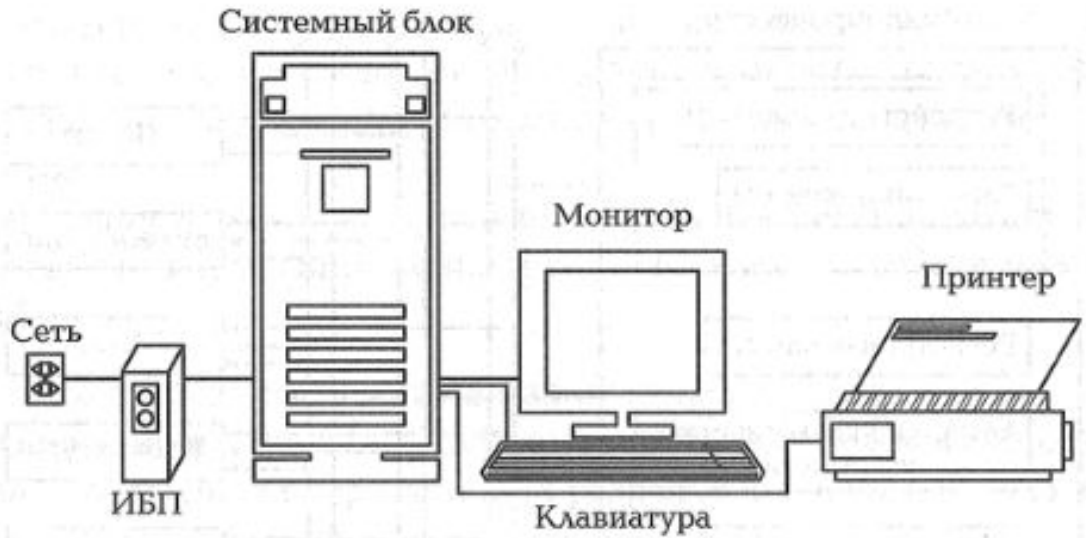 Системный блок
Монитор
Принтер
Сеть
ИБП
Клавиатура